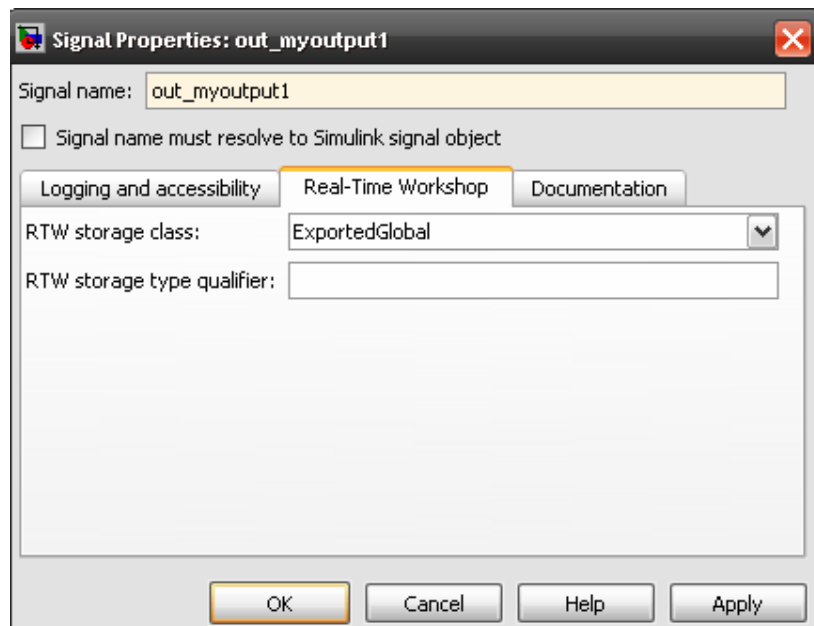 Signal Properties: out_myoutput1
Signal name: out_myoutput1
Signal name must resolve to Simulink signal object
Logging and accessibility Real-Time Workshop Documentation
RTW storage class: ExportedGlobal
RTW storage type qualifier:
OK Cancel Help Apply